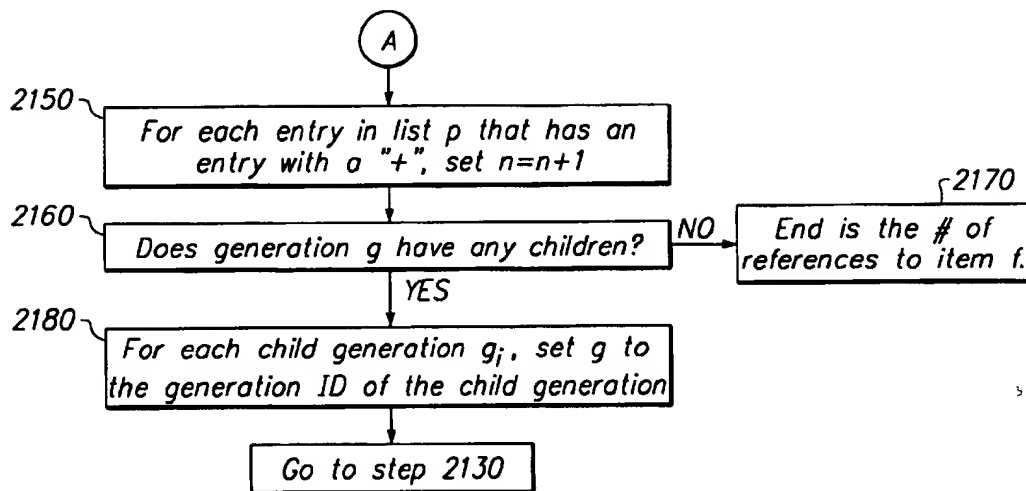 A
2150
For each entry in list p that has an
entry with a "+", set n=n+1
2160
Does generation g have any children?
NO
2170
End is the # of
references to item f.
YES
2180
For each child generation gi, set g to
the generation ID of the child generation
Go to step 2130